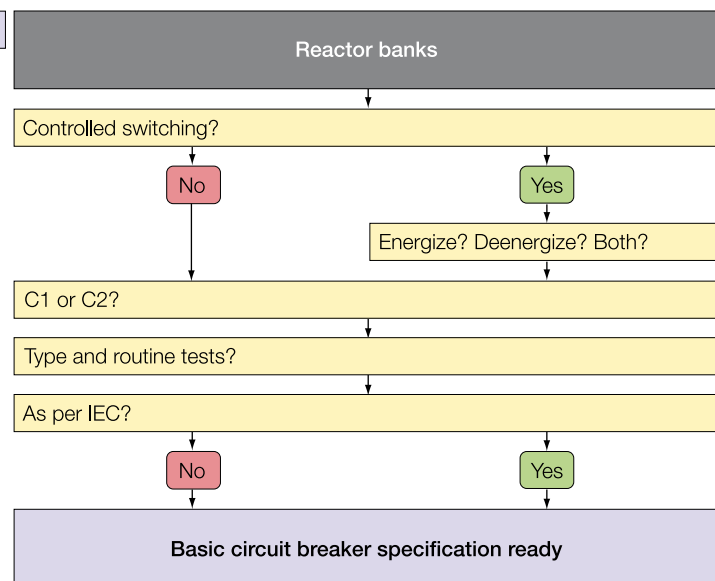 Reactor banks
Controlled switching?
No
Yes
Energize? Deenergize? Both?
C1 or C2?
Type and routine tests?
As per IEC?
No
Yes
Basic circuit breaker specification ready